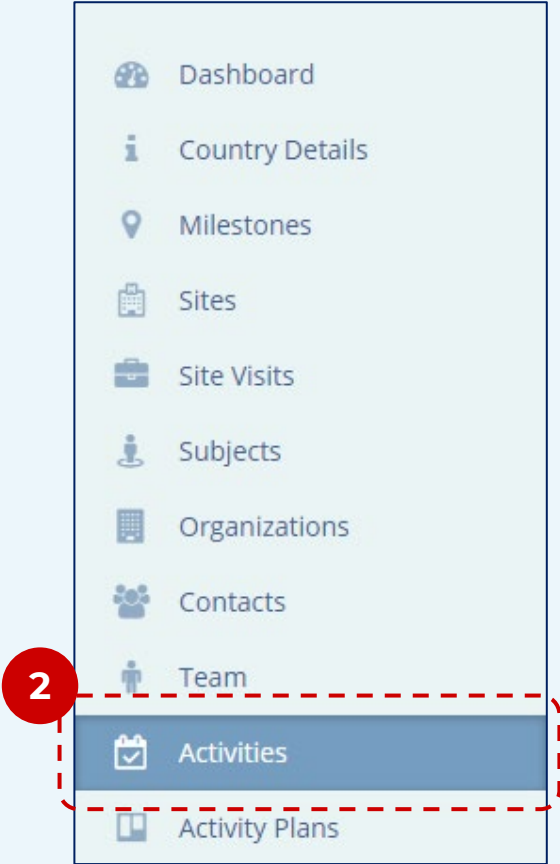 Dashboard
Country Details
Milestones
Sites
Site Visits
Subjects
Organizations
Contacts
2
Team
Activities
Activity Plans